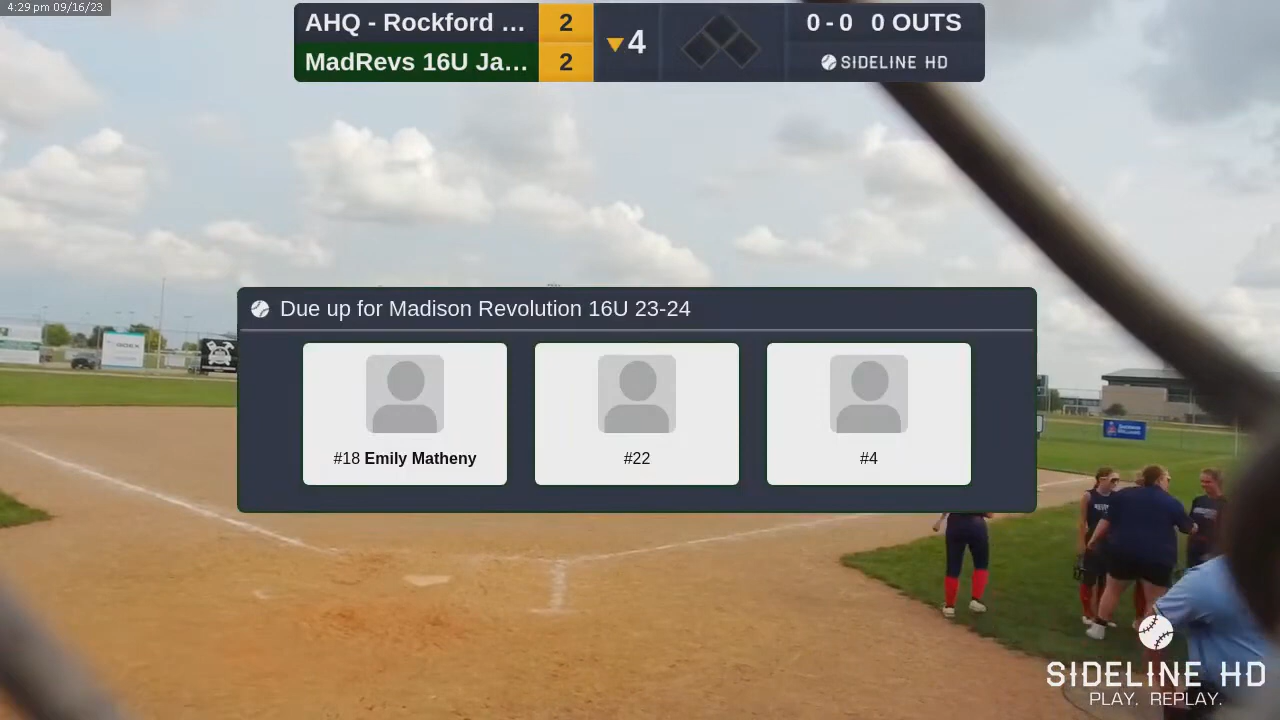 4:29 pm 09/16/23
AHQ - Rockford ...
2
MadRevs 16U Ja...
2
4
0 - 0 0 OUTS
SIDELINE HD
Due up for Madison Revolution 16U 23-24
#18 Emily Matheny
#22
#4
SIDELINE HD
PLAY. REPLAY.